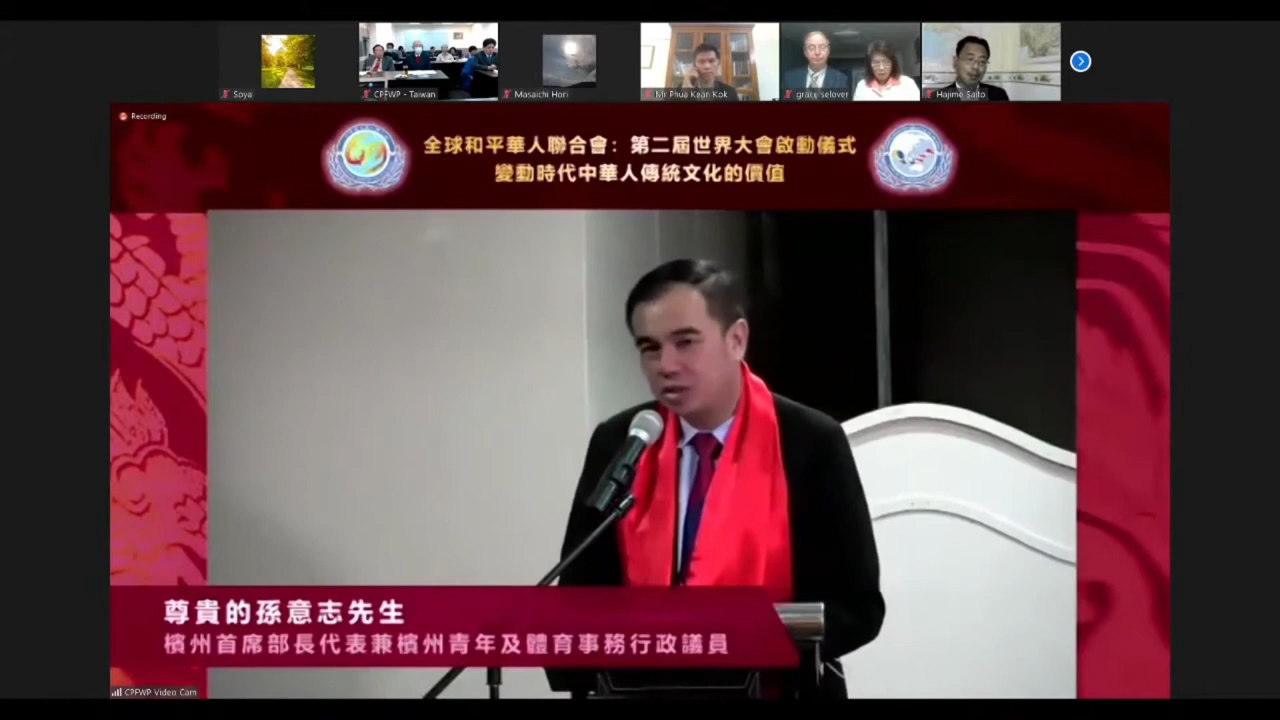 Soya
CPFWP - Taiwan
Masaichi Hori
Mr Phua Kean Kok
grace selover
Hajime Saito
Recording
全球和平華人聯合會：第二屆世界大會啟動儀式
變動時代中華人傳統文化的價值
尊貴的孫意志先生
檳州首席部長代表兼檳州青年及體育事務行政議員
CPFWP Video Cam